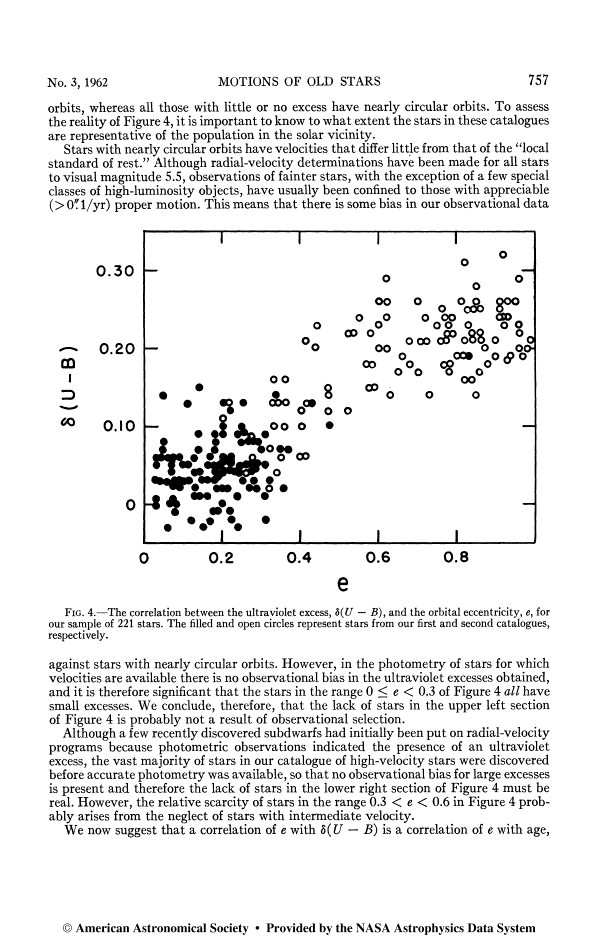 No. 3, 1962 MOTIONS OF OLD STARS 757
orbits, whereas all those with little or no excess have nearly circular orbits. To assess
the reality of Figure 4, it is important to know to what extent the stars in these catalogues
are representative of the population in the solar vicinity.
Stars with nearly circular orbits have velocities that differ little from that of the “local
standard of rest.” Although radial-velocity determinations have been made for all stars
to visual magnitude 5.5, observations of fainter stars, with the exception of a few special
classes of high-luminosity objects, have usually been confined to those with appreciable
(>0″.1/yr) proper motion. This means that there is some bias in our observational data
0.30
0.20
0.10
0
δ (U − B)
0 0.2 0.4 0.6 0.8
e
Fig. 4.—The correlation between the ultraviolet excess, δ(U − B), and the orbital eccentricity, e, for
our sample of 221 stars. The filled and open circles represent stars from our first and second catalogues,
respectively.
against stars with nearly circular orbits. However, in the photometry of stars for which
velocities are available there is no observational bias in the ultraviolet excesses obtained,
and it is therefore significant that the stars in the range 0 ≤ e < 0.3 of Figure 4 all have
small excesses. We conclude, therefore, that the lack of stars in the upper left section
of Figure 4 is probably not a result of observational selection.
Although a few recently discovered subdwarfs had initially been put on radial-velocity
programs because photometric observations indicated the presence of an ultraviolet
excess, the vast majority of stars in our catalogue of high-velocity stars were discovered
before accurate photometry was available, so that no observational bias for large excesses
is present and therefore the lack of stars in the lower right section of Figure 4 must be
real. However, the relative scarcity of stars in the range 0.3 < e < 0.6 in Figure 4 prob-
ably arises from the neglect of stars with intermediate velocity.
We now suggest that a correlation of e with δ(U − B) is a correlation of e with age,
© American Astronomical Society • Provided by the NASA Astrophysics Data System